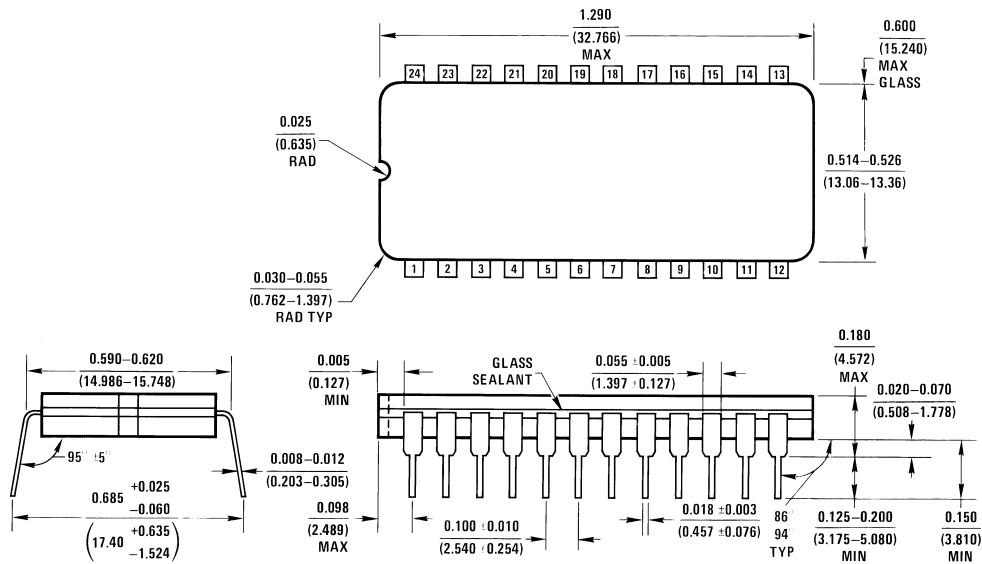 1.290
(32.766)
MAX
0.600
(15.240)
MAX
GLASS
24 23 22 21 20 19 18 17 16 15 14 13
0.025
(0.635)
RAD
0.514–0.526
(13.06–13.36)
1 2 3 4 5 6 7 8 9 10 11 12
0.030–0.055
(0.762–1.397)
RAD TYP
0.590–0.620
(14.986–15.748)
0.005
(0.127)
MIN
GLASS
SEALANT
0.055 ±0.005
(1.397 ±0.127)
0.180
(4.572)
MAX
0.020–0.070
(0.508–1.778)
95° ±5°
0.008–0.012
(0.203–0.305)
0.685 +0.025
–0.060
(17.40 +0.635
–1.524)
0.098
(2.489)
MAX
0.100 ±0.010
(2.540 ±0.254)
0.018 ±0.003
(0.457 ±0.076)
86°
94°
TYP
0.125–0.200
(3.175–5.080)
MIN
0.150
(3.810)
MIN